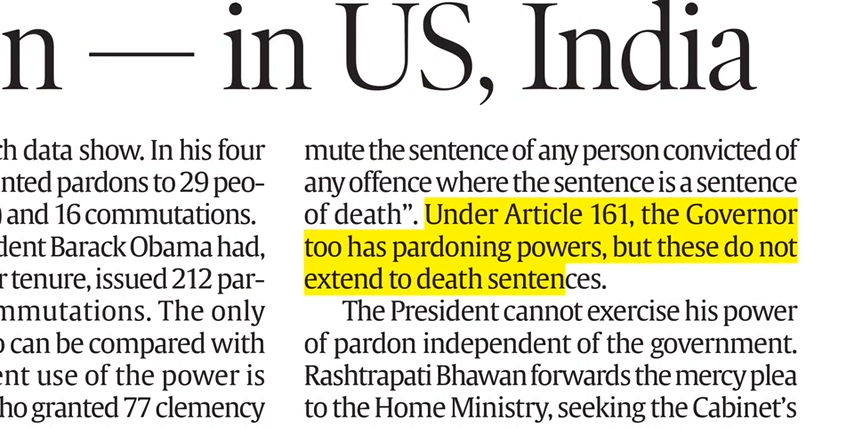 n — in US, India
ch data show. In his four
nted pardons to 29 peo-
) and 16 commutations.
dent Barack Obama had,
r tenure, issued 212 par-
mmutations. The only
o can be compared with
ent use of the power is
ho granted 77 clemency
mute the sentence of any person convicted of
any offence where the sentence is a sentence
of death”. Under Article 161, the Governor
too has pardoning powers, but these do not
extend to death sentences.
The President cannot exercise his power
of pardon independent of the government.
Rashtrapati Bhawan forwards the mercy plea
to the Home Ministry, seeking the Cabinet’s